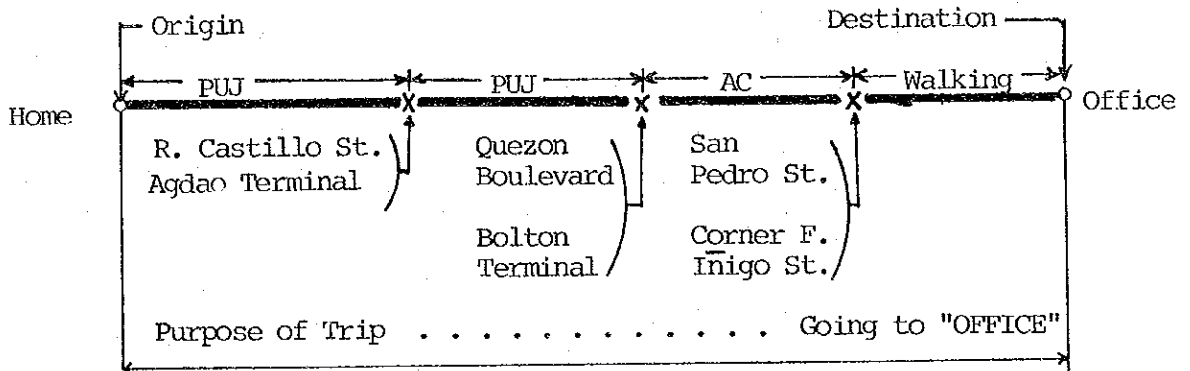 Origin
Destination
PUJ
PUJ
AC
Walking
Home
Office
R. Castillo St.
Agdao Terminal
Quezon
Boulevard
Bolton
Terminal
San
Pedro St.
Corner F.
Iñigo St.
Purpose of Trip . . . . . . . . . . . . . Going to "OFFICE"